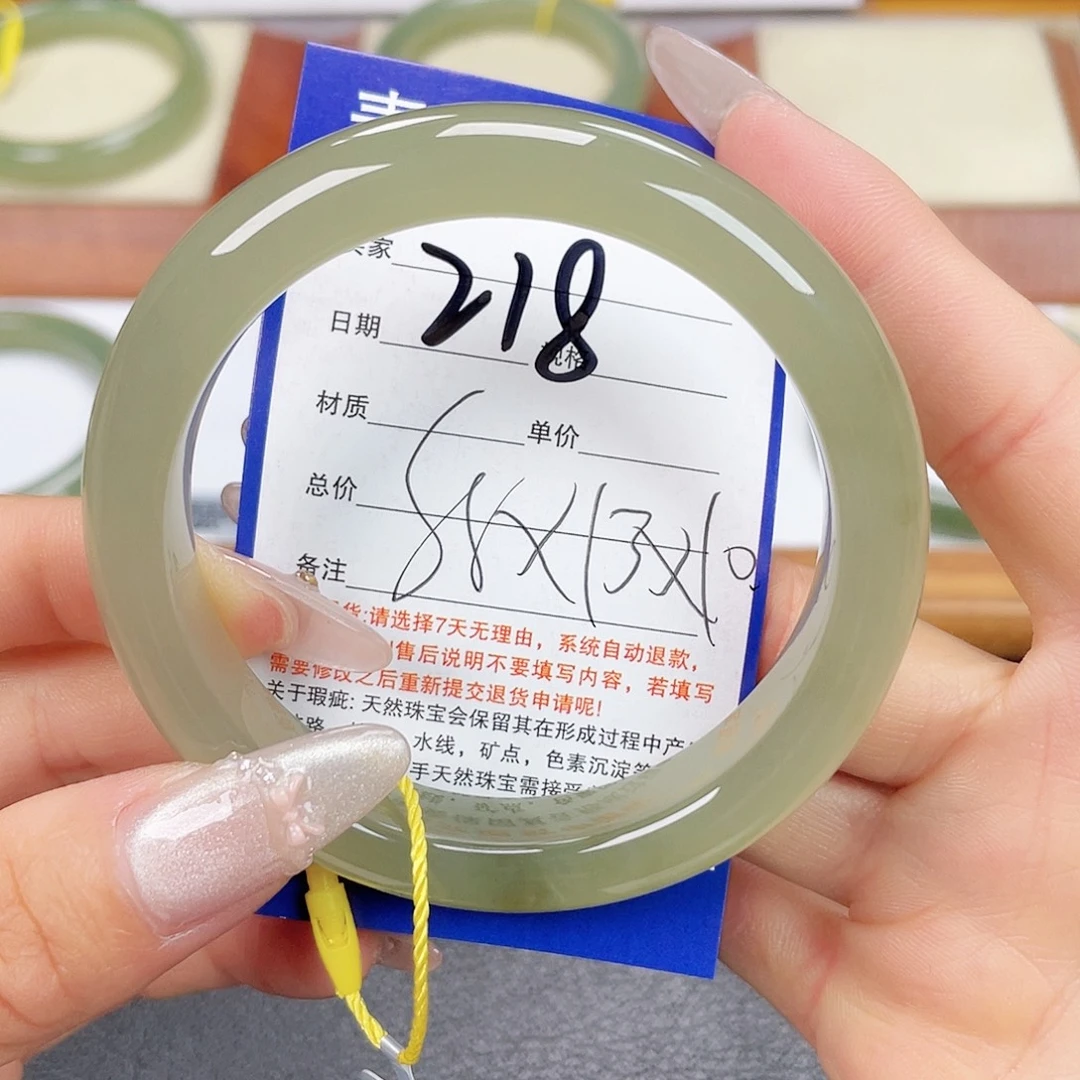 家 218
日期 规格
材质 单价
总价
备注 58X13X10.
货:请选择7天无理由，系统自动退款，
售后说明不要填写内容，若填写
需要修改之后重新提交退货申请呢!
关于瑕疵: 天然珠宝会保留其在形成过程中产
水线，矿点，色素沉淀等
手天然珠宝需接受